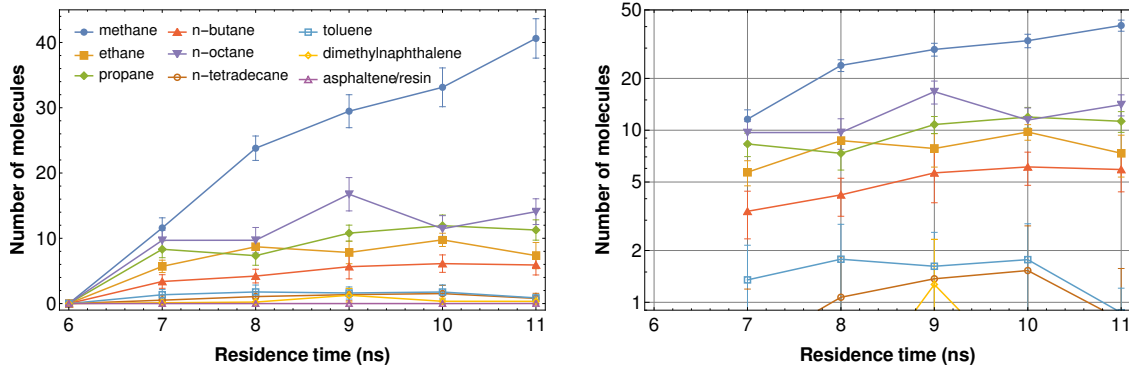 Number of molecules
40
30
20
10
0
methane
ethane
propane
n-butane
n-octane
n-tetradecane
toluene
dimethylnaphthalene
asphaltene/resin
6 7 8 9 10 11
Residence time (ns)
Number of molecules
50
20
10
5
2
1
6 7 8 9 10 11
Residence time (ns)